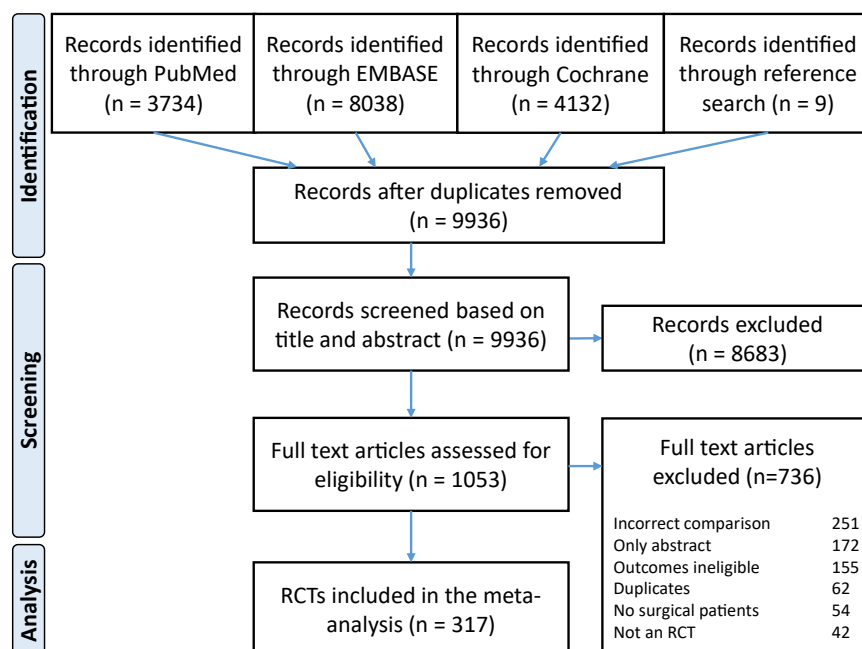 Identification
Records identified
through PubMed
(n = 3734)
Records identified
through EMBASE
(n = 8038)
Records identified
through Cochrane
(n = 4132)
Records identified
through reference
search (n = 9)
Records after duplicates removed
(n = 9936)
Screening
Records screened based on
title and abstract (n = 9936)
Records excluded
(n = 8683)
Full text articles assessed for
eligibility (n = 1053)
Full text articles
excluded (n=736)
Incorrect comparison 251
Only abstract 172
Outcomes ineligible 155
Duplicates 62
No surgical patients 54
Not an RCT 42
Analysis
RCTs included in the meta-
analysis (n = 317)